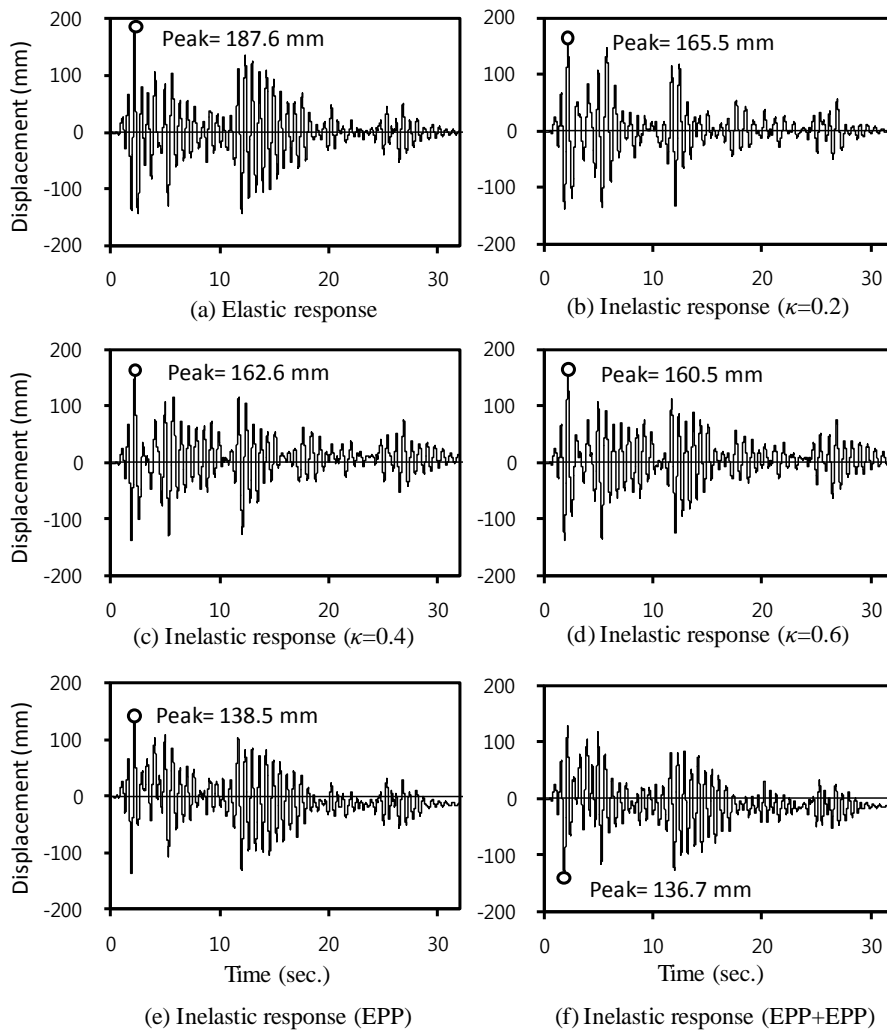 Displacement (mm)
200
100
0
-100
-200
Peak= 187.6 mm
0 10 20 30
(a) Elastic response
200
100
0
-100
-200
Peak= 165.5 mm
0 10 20 30
(b) Inelastic response (κ=0.2)
Displacement (mm)
200
100
0
-100
-200
Peak= 162.6 mm
0 10 20 30
(c) Inelastic response (κ=0.4)
200
100
0
-100
-200
Peak= 160.5 mm
0 10 20 30
(d) Inelastic response (κ=0.6)
Displacement (mm)
200
100
0
-100
-200
Peak= 138.5 mm
0 10 20 30
Time (sec.)
(e) Inelastic response (EPP)
200
100
0
-100
-200
Peak= 136.7 mm
0 10 20 30
Time (sec.)
(f) Inelastic response (EPP+EPP)